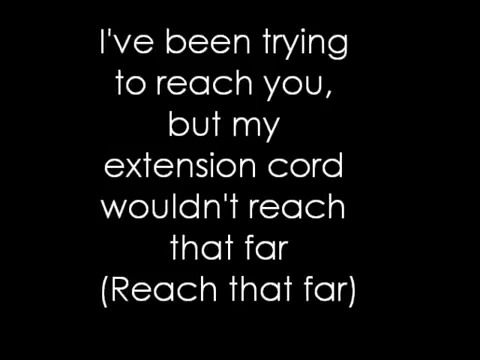 I've been trying
to reach you,
but my
extension cord
wouldn't reach
that far
(Reach that far)